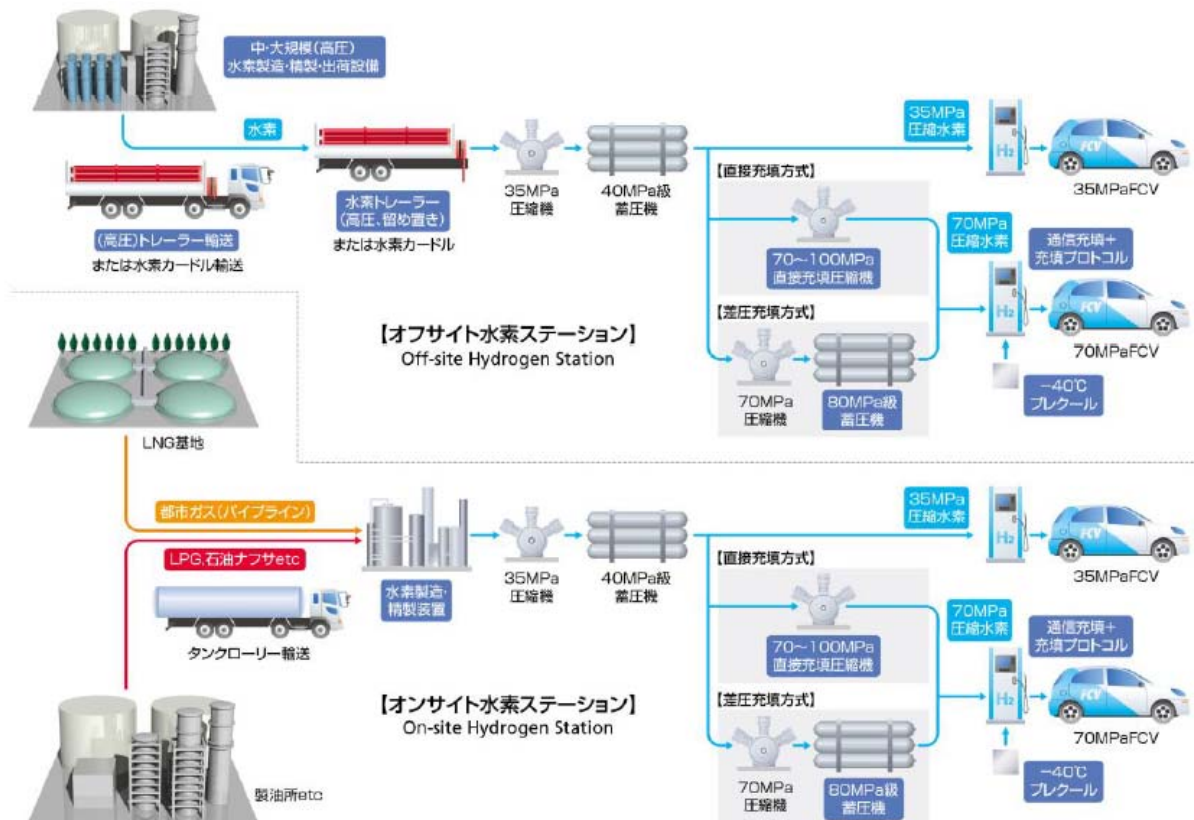 中・大規模(高圧)
水素製造・精製・出荷設備
水素
(高圧)トレーラー輸送
または水素カードル輸送
水素トレーラー
(高圧、留め置き)
または水素カードル
35MPa
圧縮機
40MPa級
蓄圧機
35MPa
圧縮水素
H2
FCV
35MPaFCV
【直接充填方式】
70～100MPa
直接充填圧縮機
70MPa
圧縮水素
通信充填+
充填プロトコル
H2
FCV
70MPaFCV
【差圧充填方式】
70MPa
圧縮機
80MPa級
蓄圧機
-40℃
プレクール
【オフサイト水素ステーション】
Off-site Hydrogen Station
LNG基地
都市ガス(パイプライン)
LPG,石油ナフサetc
タンクローリー輸送
製油所etc
水素製造・
精製装置
35MPa
圧縮機
40MPa級
蓄圧機
35MPa
圧縮水素
H2
FCV
35MPaFCV
【直接充填方式】
70～100MPa
直接充填圧縮機
70MPa
圧縮水素
通信充填+
充填プロトコル
H2
FCV
70MPaFCV
【差圧充填方式】
70MPa
圧縮機
80MPa級
蓄圧機
-40℃
プレクール
【オンサイト水素ステーション】
On-site Hydrogen Station